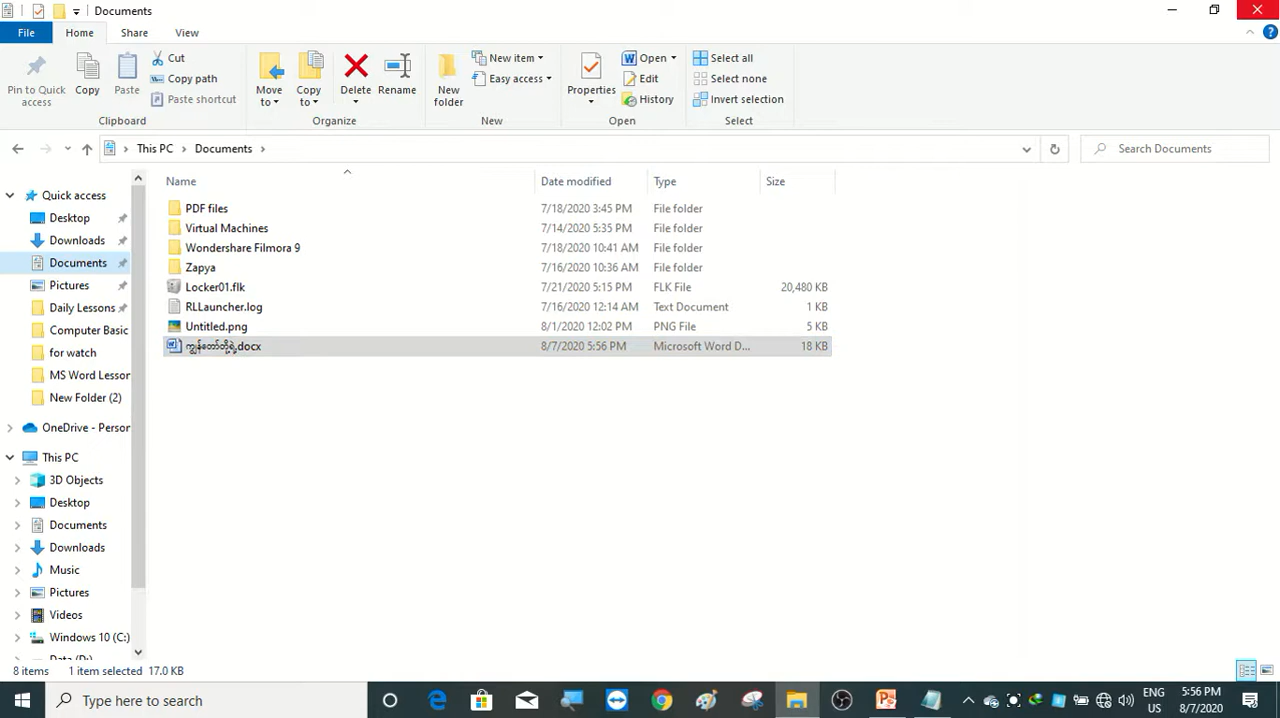 Documents
File Home Share View
Pin to Quick access
Copy
Paste
Cut
Copy path
Paste shortcut
Clipboard
Move to
Copy to
Delete
Rename
Organize
New folder
New item
Easy access
New
Properties
Open
Edit
History
Open
Select all
Select none
Invert selection
Select
This PC Documents
Search Documents
Name Date modified Type Size
PDF files 7/18/2020 3:45 PM File folder
Virtual Machines 7/14/2020 5:35 PM File folder
Wondershare Filmora 9 7/18/2020 10:41 AM File folder
Zapya 7/16/2020 10:36 AM File folder
Locker01.flk 7/21/2020 5:15 PM FLK File 20,480 KB
RLLauncher.log 7/16/2020 12:14 AM Text Document 1 KB
Untitled.png 8/1/2020 12:02 PM PNG File 5 KB
ကျွန်တော်တို့ရဲ့.docx 8/7/2020 5:56 PM Microsoft Word D... 18 KB
Quick access
Desktop
Downloads
Documents
Pictures
Daily Lessons
Computer Basic
for watch
MS Word Lesson
New Folder (2)
OneDrive - Person
This PC
3D Objects
Desktop
Documents
Downloads
Music
Pictures
Videos
Windows 10 (C:)
Data (D:)
8 items 1 item selected 17.0 KB
Type here to search
ENG
US
5:56 PM
8/7/2020